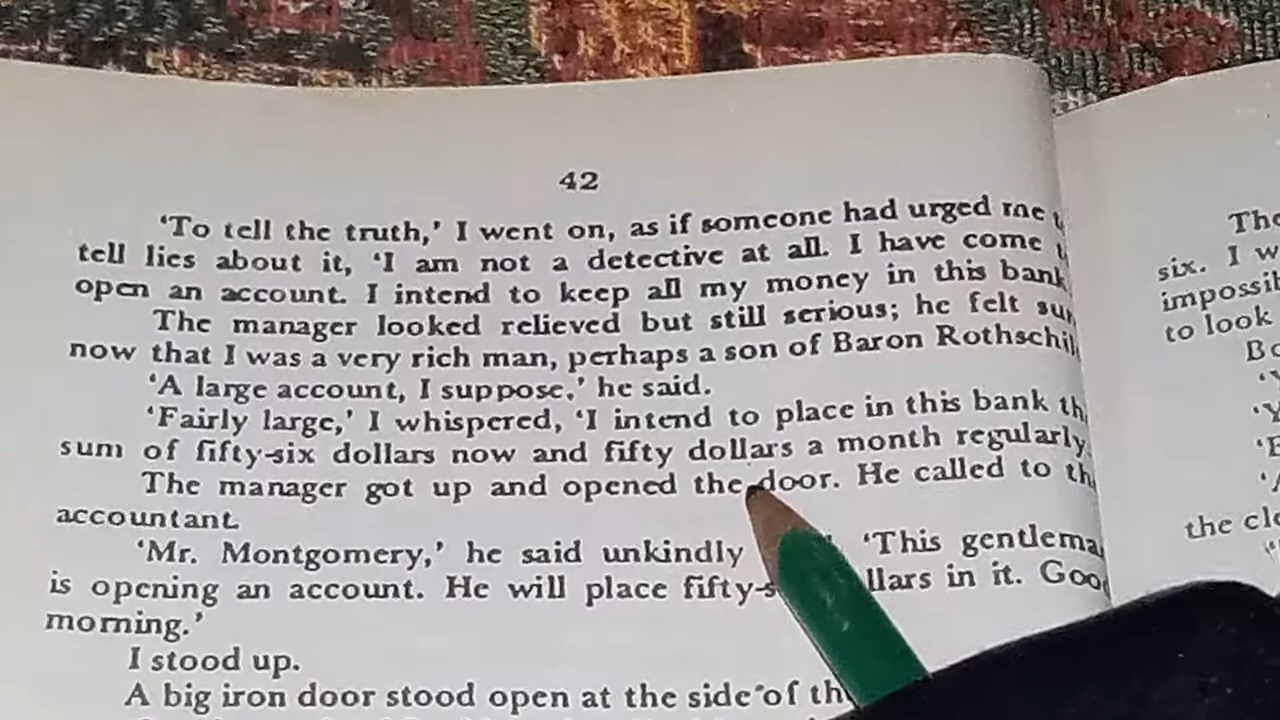 42
'To tell the truth,' I went on, as if someone had urged me
tell lies about it, 'I am not a detective at all. I have come
open an account. I intend to keep all my money in this bank
The manager looked relieved but still serious; he felt
now that I was a very rich man, perhaps a son of Baron
'A large account, I suppose,' he said.
'Fairly large,' I whispered, 'I intend to place in this bank
sum of fifty-six dollars now and fifty dollars a month regularly
The manager got up and opened the door. He called to
accountant.
'Mr. Montgomery,' he said unkindly 'This
is opening an account. He will place in it.
morning.'
I stood up.
A big iron door stood open at the side of
six. I
to look
the